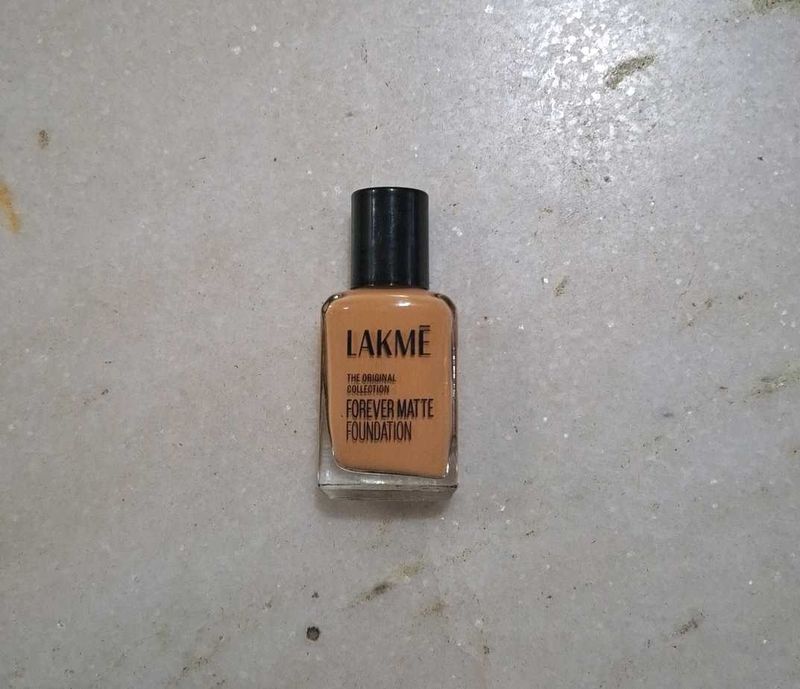 LAKMĒ
THE ORIGINAL
COLLECTION
FOREVER MATTE
FOUNDATION